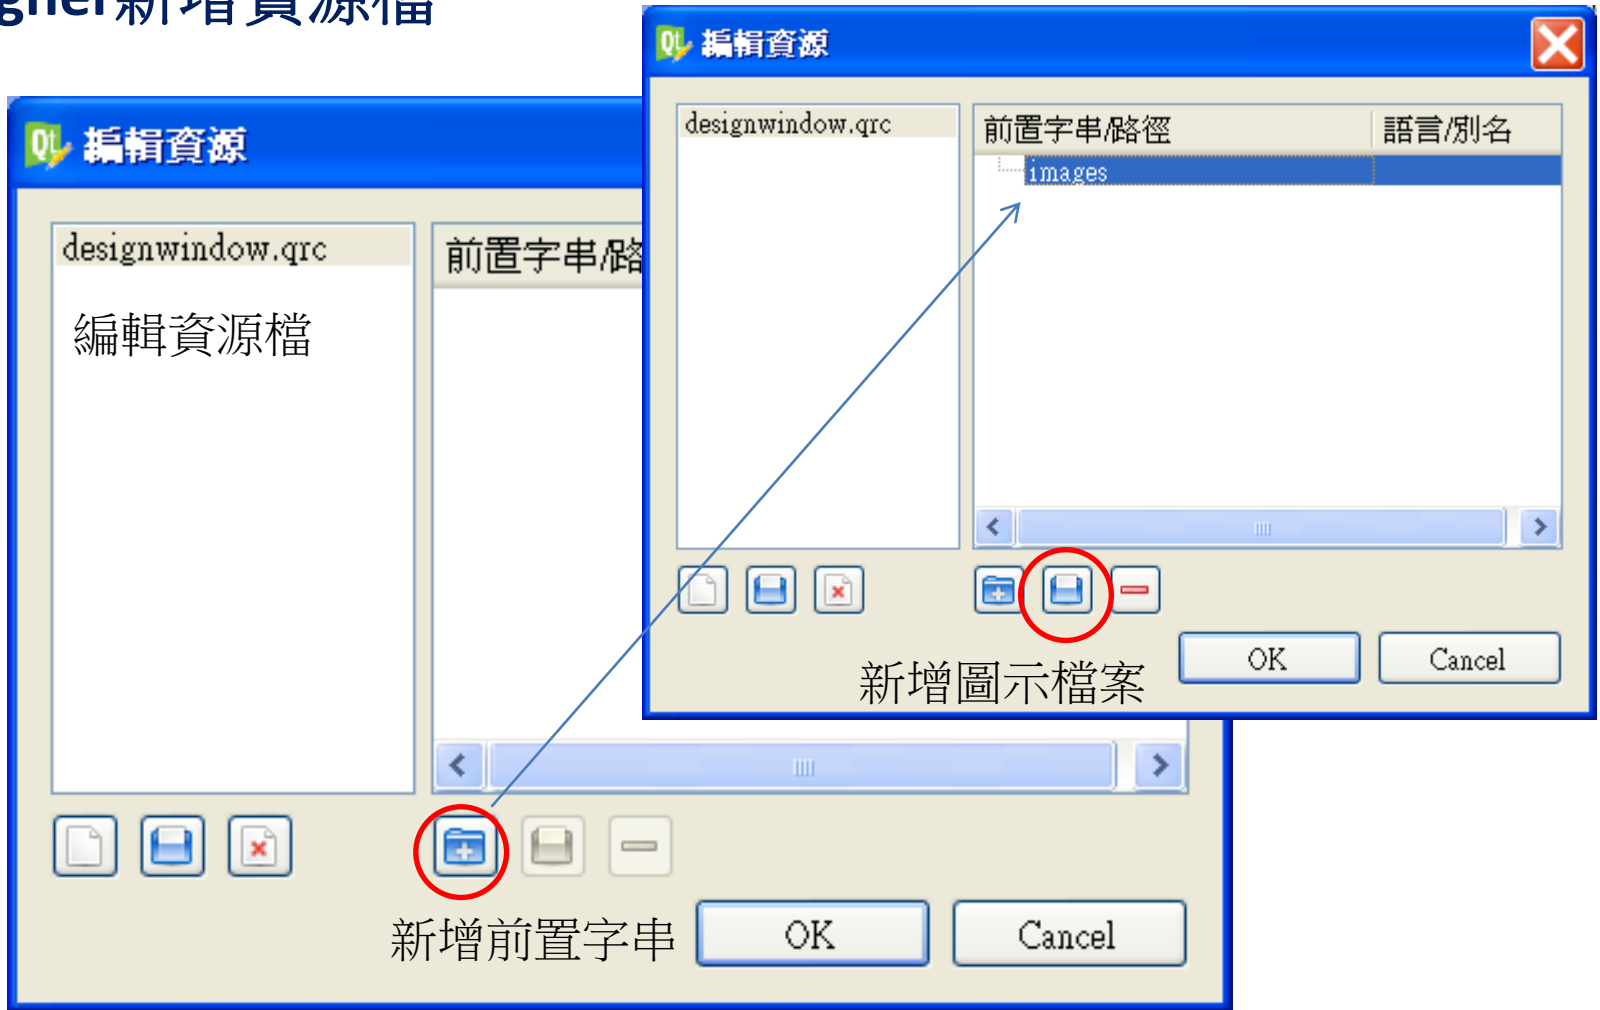 新增資源檔
編輯資源
designwindow.qrc
前置字串/路
編輯資源檔
新增前置字串
OK
Cancel
編輯資源
designwindow.qrc
前置字串/路徑
語言/別名
images
新增圖示檔案
OK
Cancel